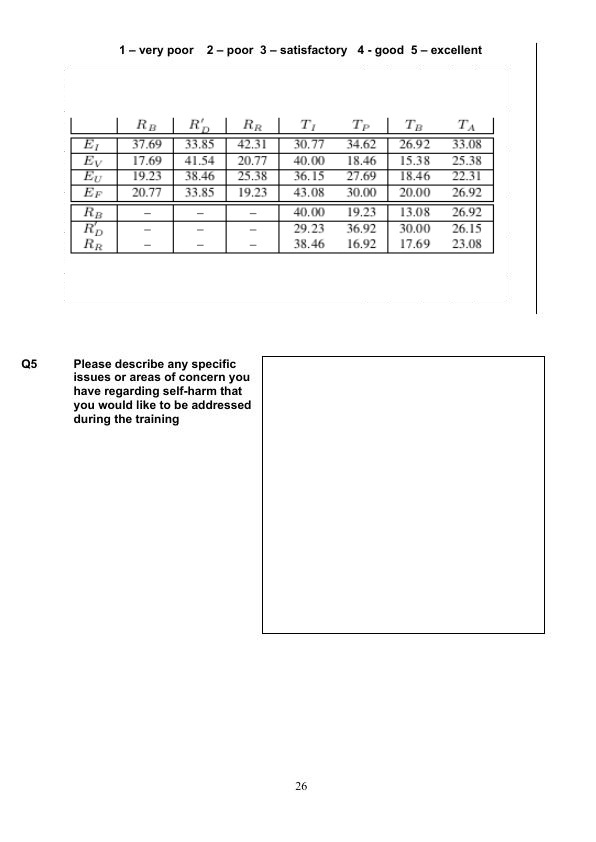 1 – very poor 2 – poor 3 – satisfactory 4 - good 5 – excellent
R_B R'_D R_R T_I T_P T_B T_A
E_I 37.69 33.85 42.31 30.77 34.62 26.92 33.08
E_V 17.69 41.54 20.77 40.00 18.46 15.38 25.38
E_U 19.23 38.46 25.38 36.15 27.69 18.46 22.31
E_F 20.77 33.85 19.23 43.08 30.00 20.00 26.92
R_B – – – 40.00 19.23 13.08 26.92
R'_D – – – 29.23 36.92 30.00 26.15
R_R – – – 38.46 16.92 17.69 23.08
Q5 Please describe any specific
issues or areas of concern you
have regarding self-harm that
you would like to be addressed
during the training
26